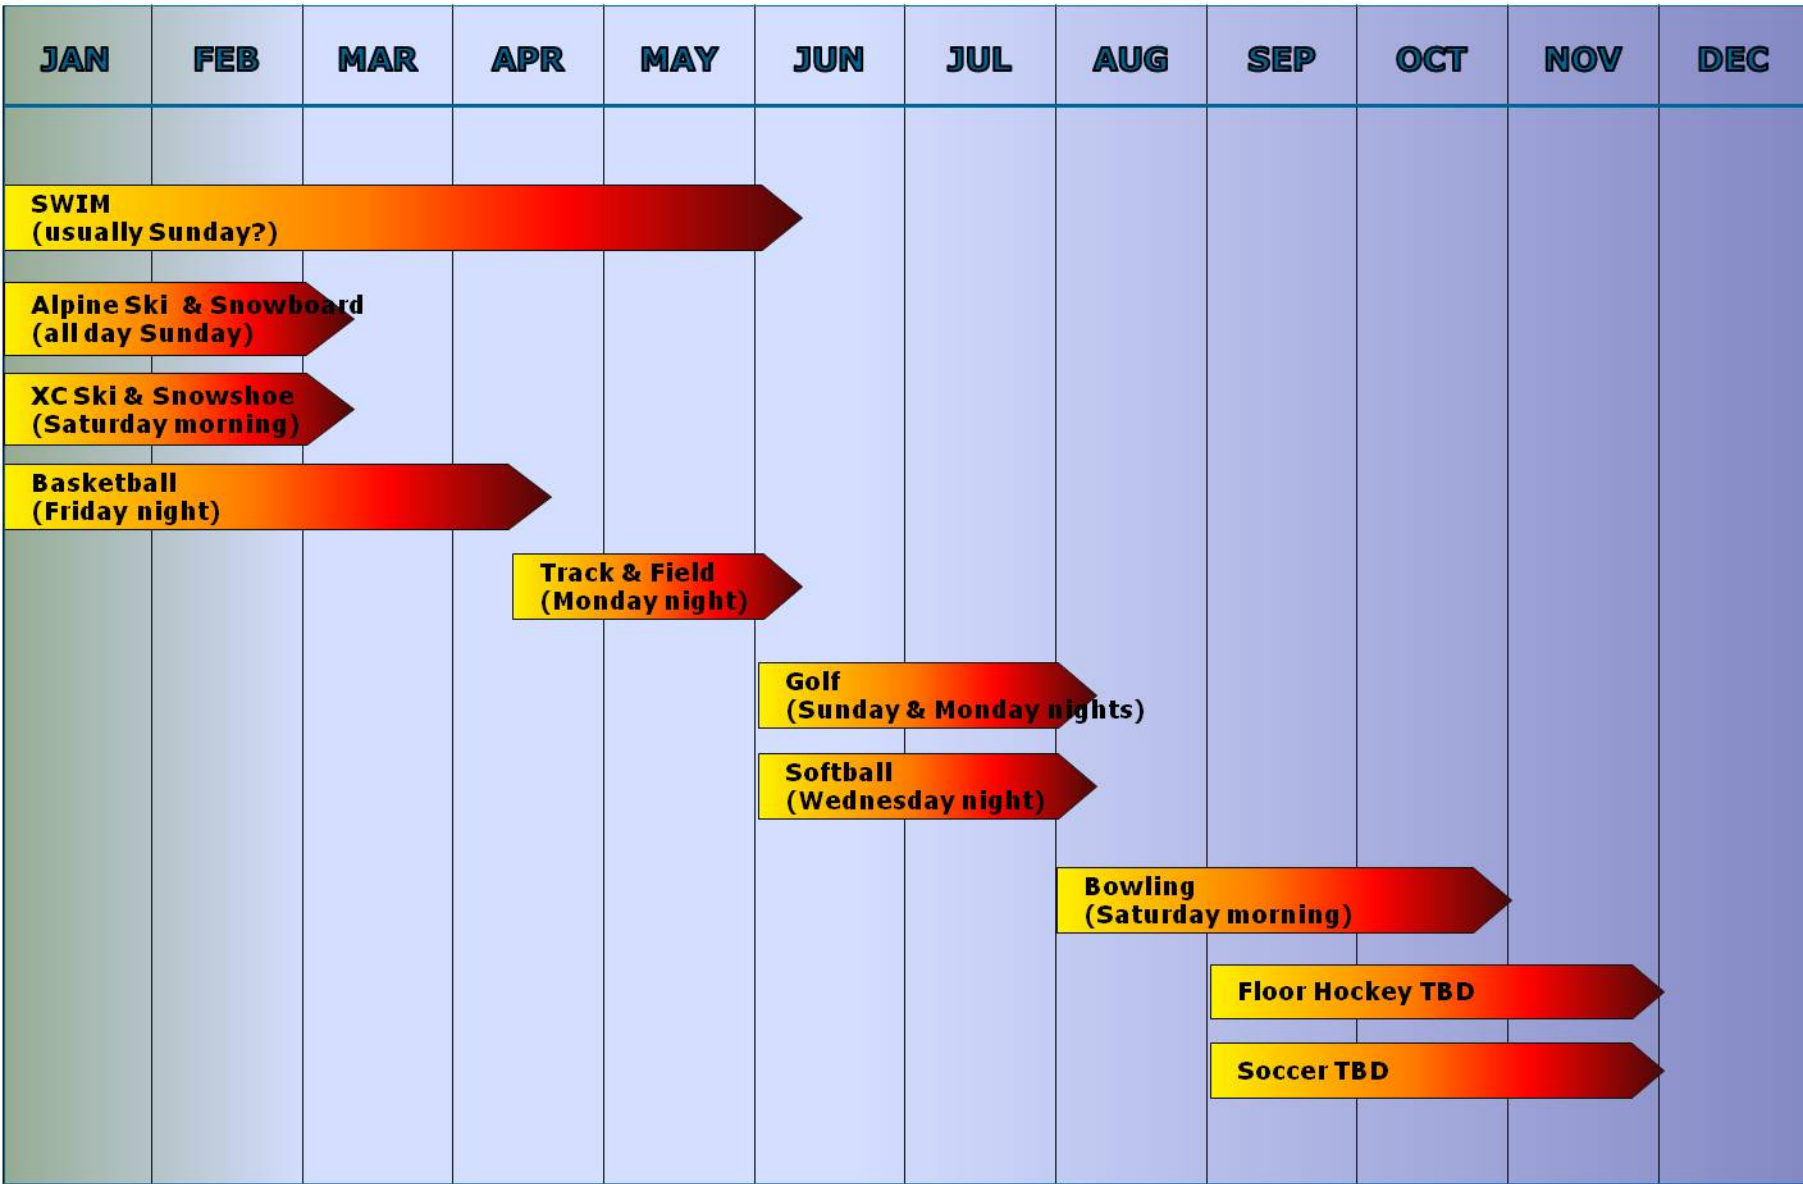 JAN FEB MAR APR MAY JUN JUL AUG SEP OCT NOV DEC
SWIM
(usually Sunday?)
Alpine Ski & Snowboard
(all day Sunday)
XC Ski & Snowshoe
(Saturday morning)
Basketball
(Friday night)
Track & Field
(Monday night)
Golf
(Sunday & Monday nights)
Softball
(Wednesday night)
Bowling
(Saturday morning)
Floor Hockey TBD
Soccer TBD